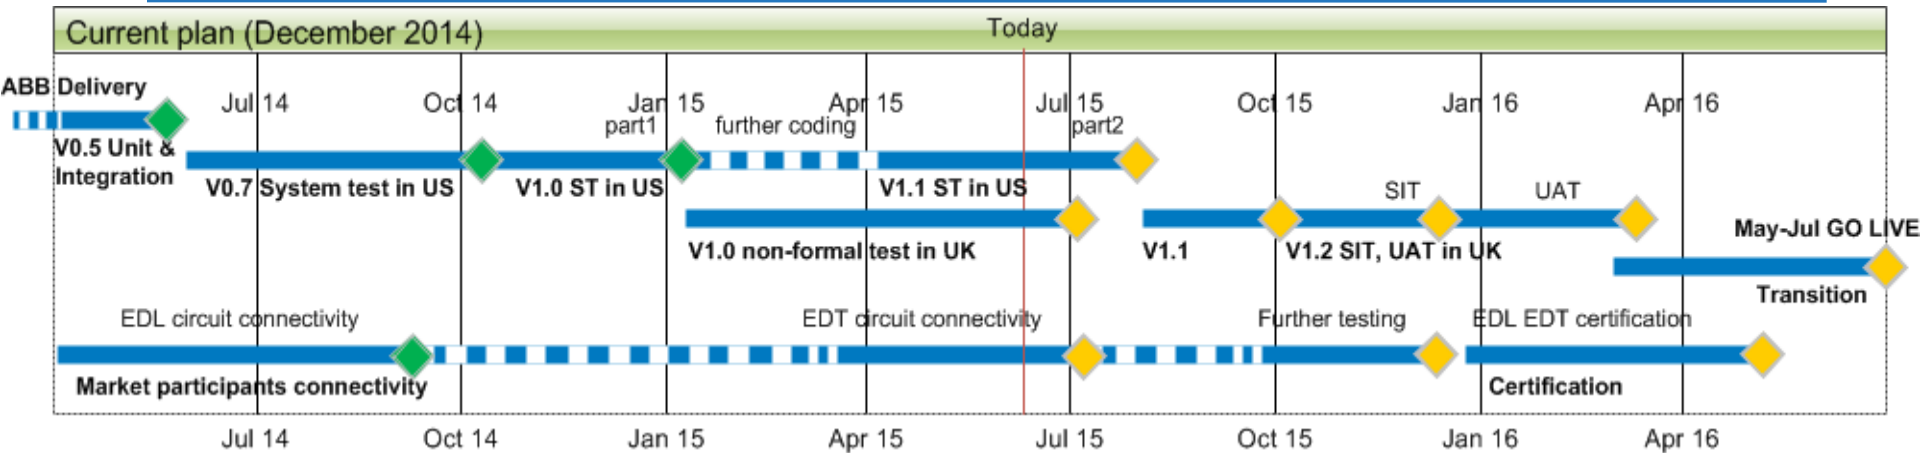 Current plan (December 2014)
Today
ABB Delivery
Jul 14 Oct 14 Jan 15 Apr 15 Jul 15 Oct 15 Jan 16 Apr 16
part1 further coding part2
V0.5 Unit &
Integration
V0.7 System test in US V1.0 ST in US V1.1 ST in US
SIT UAT
V1.0 non-formal test in UK V1.1 V1.2 SIT, UAT in UK
May-Jul GO LIVE
Transition
EDL circuit connectivity EDT circuit connectivity Further testing EDL EDT certification
Market participants connectivity Certification
Jul 14 Oct 14 Jan 15 Apr 15 Jul 15 Oct 15 Jan 16 Apr 16